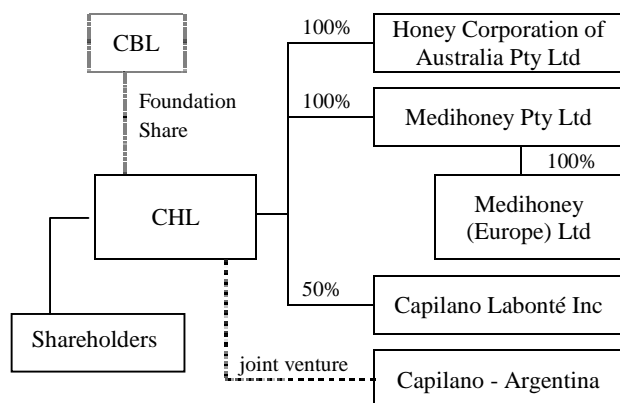 CBL
Foundation
Share
CHL
Shareholders
100%
Honey Corporation of
Australia Pty Ltd
100%
Medihoney Pty Ltd
100%
Medihoney
(Europe) Ltd
50%
Capilano Labonté Inc
joint venture
Capilano - Argentina